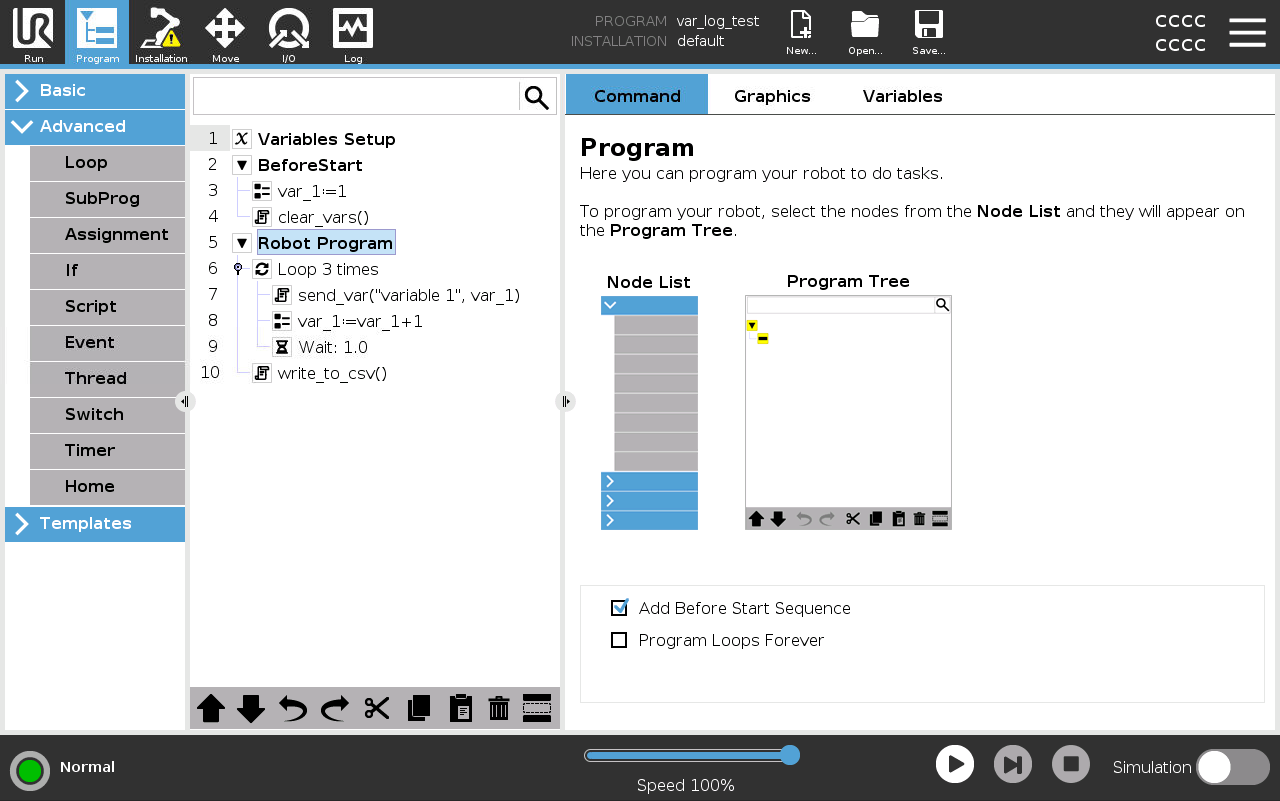 UR
Run
Program
Installation
Move
I/O
Log
PROGRAM var_log_test
INSTALLATION default
New...
Open...
Save...
CCCC
CCCC
Basic
Advanced
Loop
SubProg
Assignment
If
Script
Event
Thread
Switch
Timer
Home
Templates
1 X Variables Setup
2 BeforeStart
3 var_1:=1
4 clear_vars()
5 Robot Program
6 Loop 3 times
7 send_var("variable 1", var_1)
8 var_1:=var_1+1
9 Wait: 1.0
10 write_to_csv()
Command Graphics Variables
Program
Here you can program your robot to do tasks.
To program your robot, select the nodes from the Node List and they will appear on
the Program Tree.
Node List
Program Tree
Add Before Start Sequence
Program Loops Forever
Normal
Speed 100%
Simulation